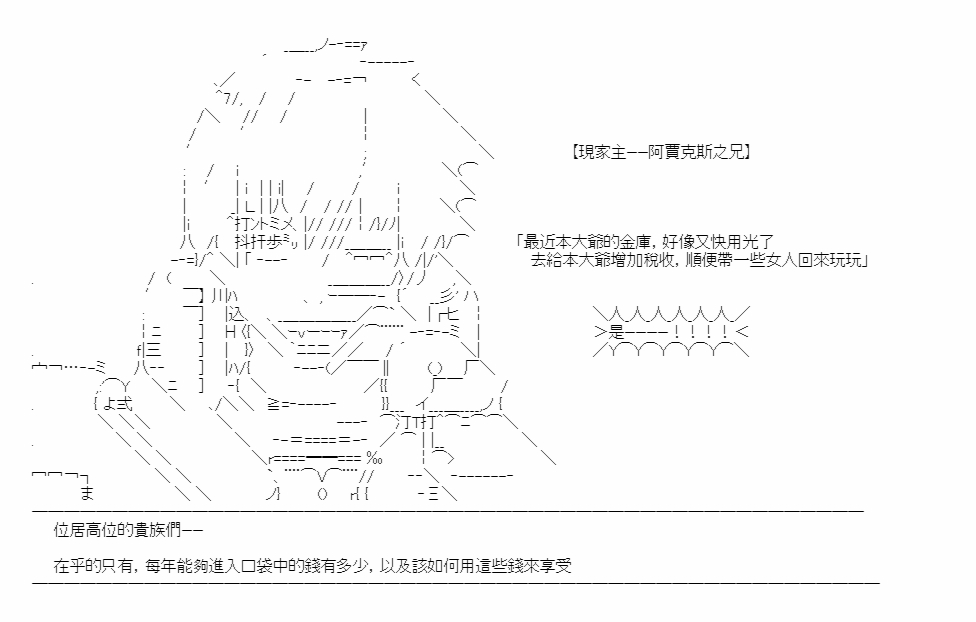 【現家主——阿賈克斯之兄】
「最近本大爺的金庫，好像又快用光了
去給本大爺增加稅收，順便帶一些女人回來玩玩」
＞是————！！！！＜
位居高位的貴族們——
在乎的只有，每年能夠進入口袋中的錢有多少，以及該如何用這些錢來享受